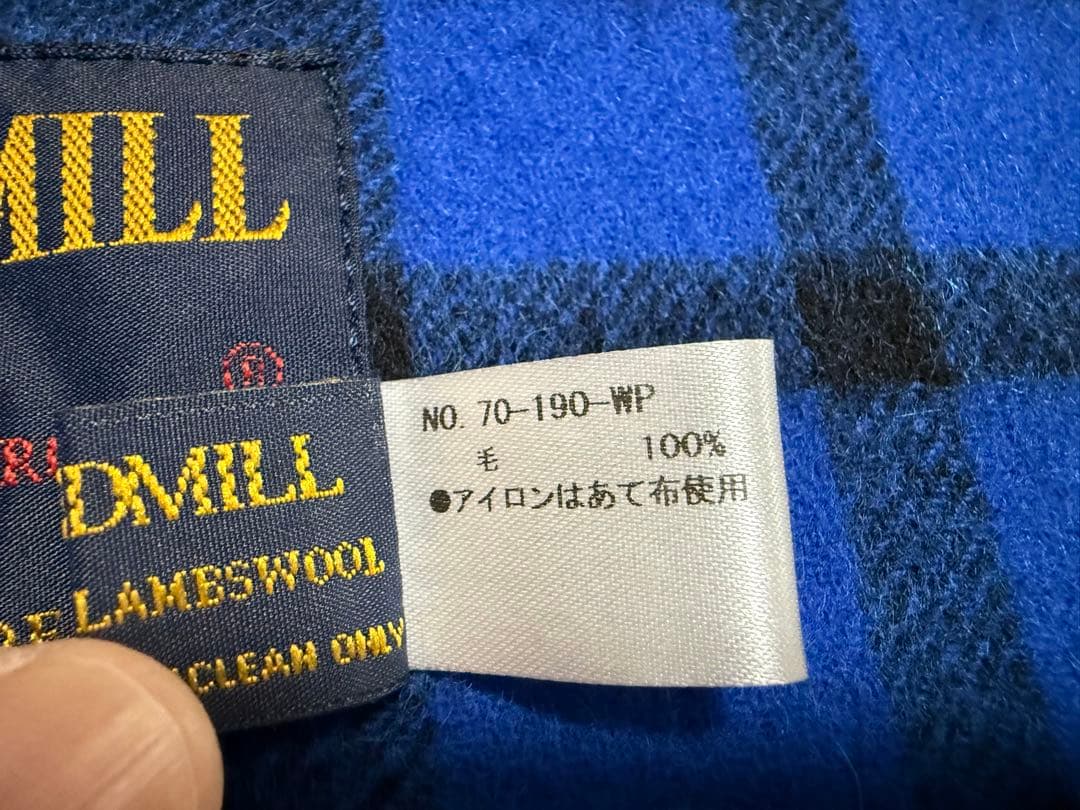 MILL
®
DMILL
LAMBSWOOL
CLEAN ONLY
NO. 70-190-WP
毛 100%
●アイロンはあて布使用